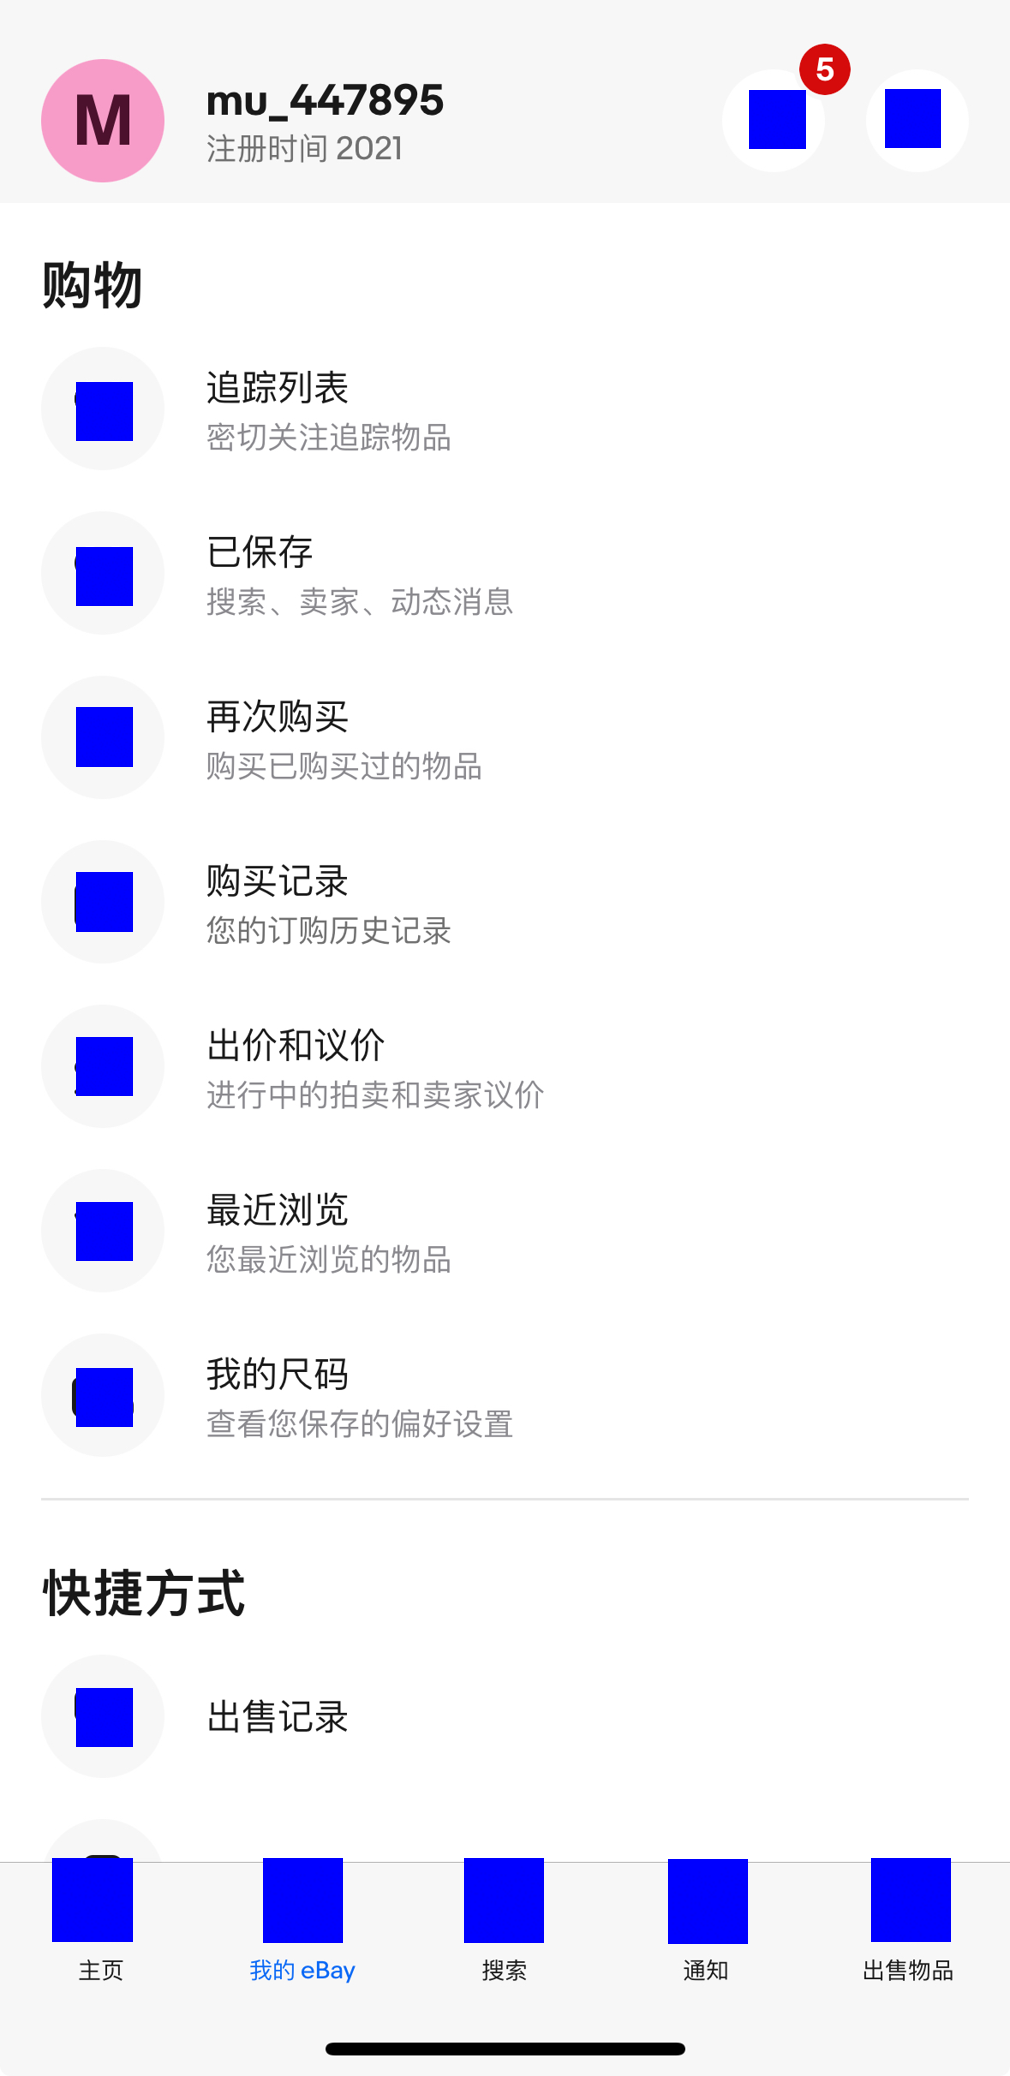 M
mu_447895
注册时间 2021
5
购物
追踪列表
密切关注追踪物品
已保存
搜索、卖家、动态消息
再次购买
购买已购买过的物品
购买记录
您的订购历史记录
出价和议价
进行中的拍卖和卖家议价
最近浏览
您最近浏览的物品
我的尺码
查看您保存的偏好设置
快捷方式
出售记录
主页
我的 eBay
搜索
通知
出售物品